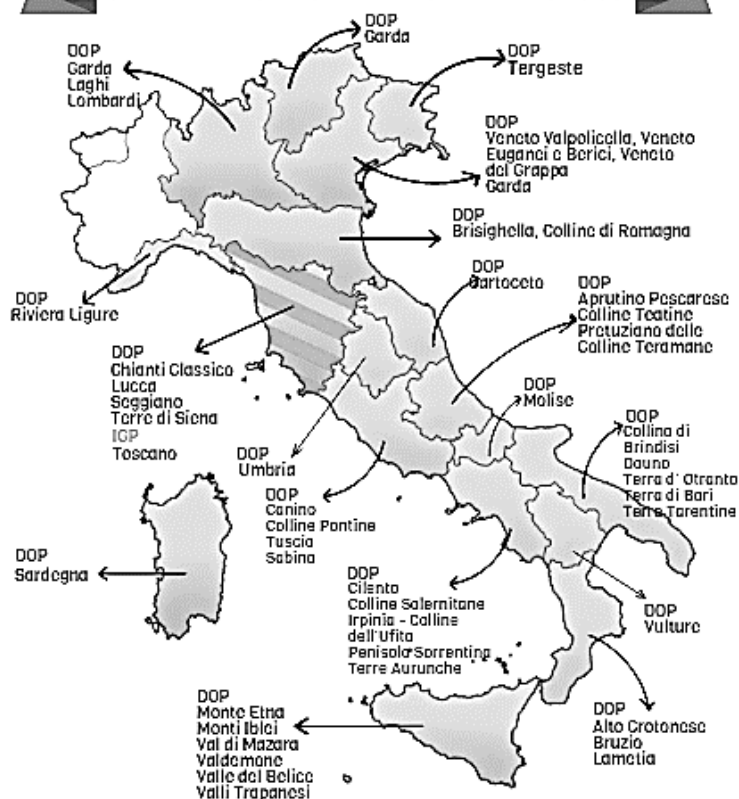 DOP
Garda
DOP
Garda
Laghi
Lombardi
DOP
Tergeste
DOP
Veneto Valpolicella, Veneto
Euganei e Berici, Veneto
del Grappa
Garda
DOP
Brisighella, Colline di Romagna
DOP
Cartoceto
DOP
Aprutino Pescarese
Colline Teatine
Pretuziano delle
Colline Teramane
DOP
Riviera Ligure
DOP
Chianti Classico
Lucca
Seggiano
Terre di Siena
IGP
Toscano
DOP
Molise
DOP
Collina di
Brindisi
Dauno
Terra d' Otranto
Terra di Bari
Terre Tarentine
DOP
Umbria
DOP
Canino
Colline Pontine
Tuscia
Sabina
DOP
Sardegna
DOP
Cilento
Colline Salernitane
Irpinia - Colline
dell'Ufita
Penisola Sorrentina
Terre Aurunche
DOP
Vulture
DOP
Monte Etna
Monti Iblei
Val di Mazara
Valdemone
Valle del Belice
Valli Trapanesi
DOP
Alto Crotonese
Bruzio
Lametia